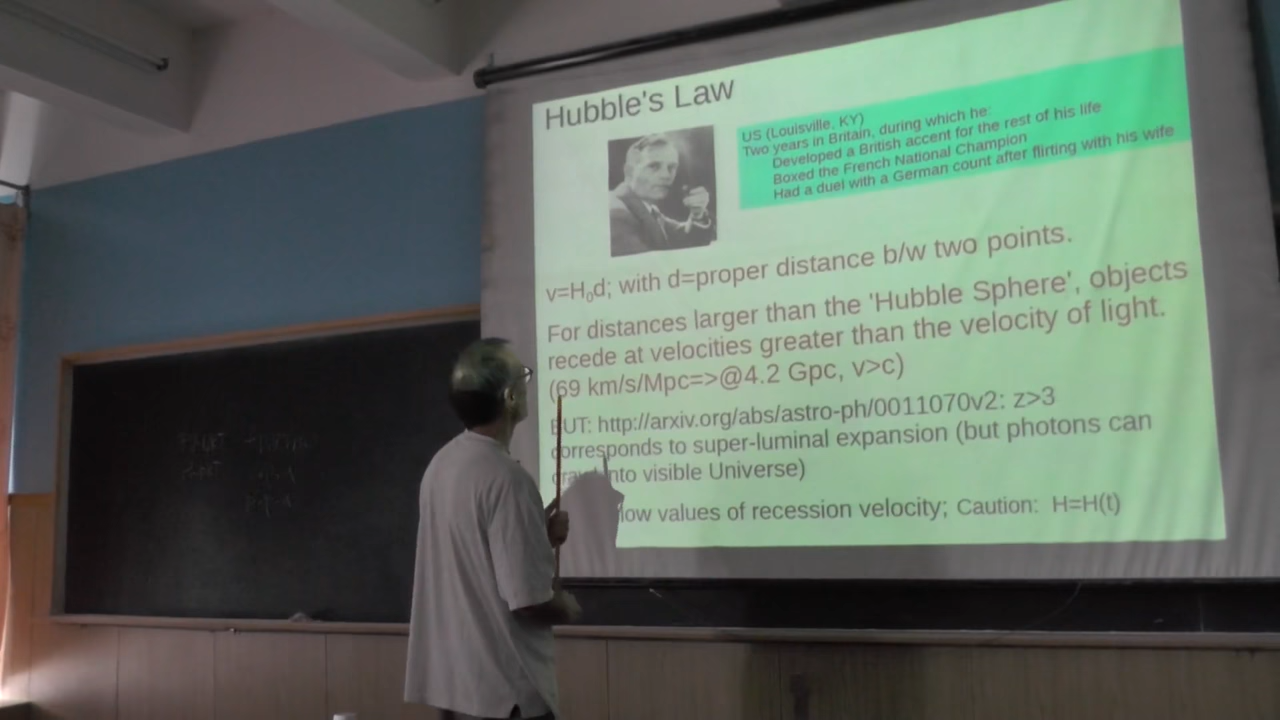 Hubble's Law
US (Louisville, KY)
Two years in Britain, during which he:
Developed a British accent for the rest of his life
Boxed the French National Champion
Had a duel with a German count after flirting with his wife
v=H₀d; with d=proper distance b/w two points.
For distances larger than the 'Hubble Sphere', objects
recede at velocities greater than the velocity of light.
(69 km/s/Mpc=>@4.2 Gpc, v>c)
BUT: http://arxiv.org/abs/astro-ph/0011070v2: z>3
corresponds to super-luminal expansion (but photons can
into visible Universe)
low values of recession velocity; Caution: H=H(t)